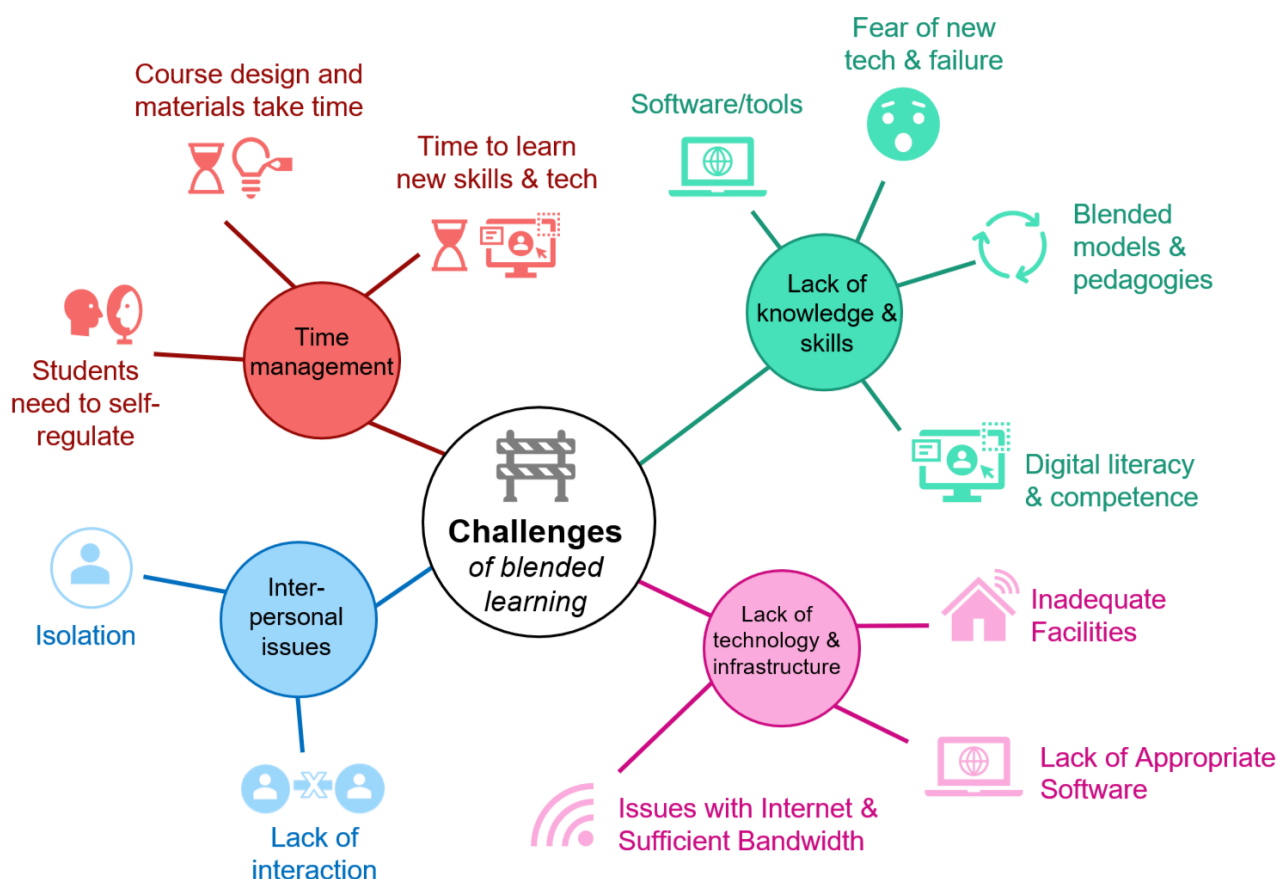 Course design and
materials take time
Time to learn
new skills & tech
Time
management
Students
need to self-
regulate
Fear of new
tech & failure
Software/tools
Blended
models &
pedagogies
Lack of
knowledge &
skills
Digital literacy
& competence
Challenges
of blended
learning
Inter-
personal
issues
Isolation
Lack of
interaction
Lack of
technology &
infrastructure
Inadequate
Facilities
Lack of Appropriate
Software
Issues with Internet &
Sufficient Bandwidth